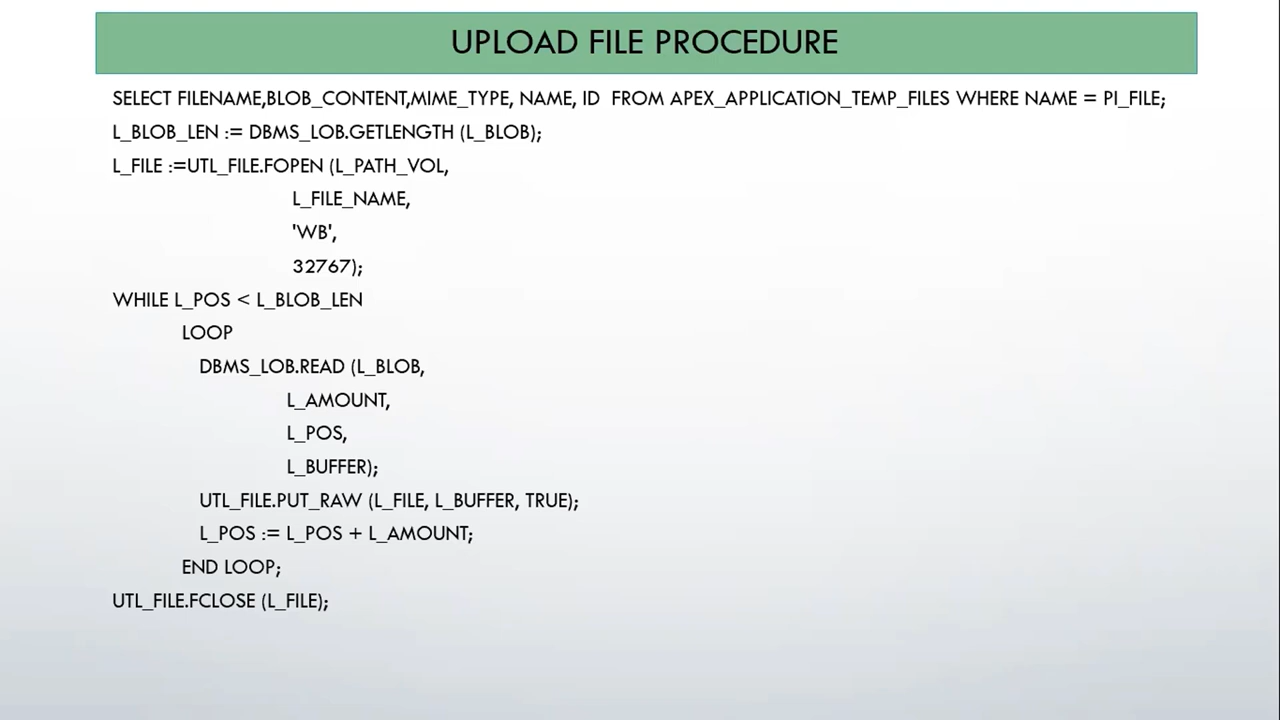 UPLOAD FILE PROCEDURE
SELECT FILENAME,BLOB_CONTENT,MIME_TYPE, NAME, ID FROM APEX_APPLICATION_TEMP_FILES WHERE NAME = PI_FILE;
L_BLOB_LEN := DBMS_LOB.GETLENGTH (L_BLOB);
L_FILE :=UTL_FILE.FOPEN (L_PATH_VOL,
L_FILE_NAME,
'WB',
32767);
WHILE L_POS < L_BLOB_LEN
LOOP
DBMS_LOB.READ (L_BLOB,
L_AMOUNT,
L_POS,
L_BUFFER);
UTL_FILE.PUT_RAW (L_FILE, L_BUFFER, TRUE);
L_POS := L_POS + L_AMOUNT;
END LOOP;
UTL_FILE.FCLOSE (L_FILE);